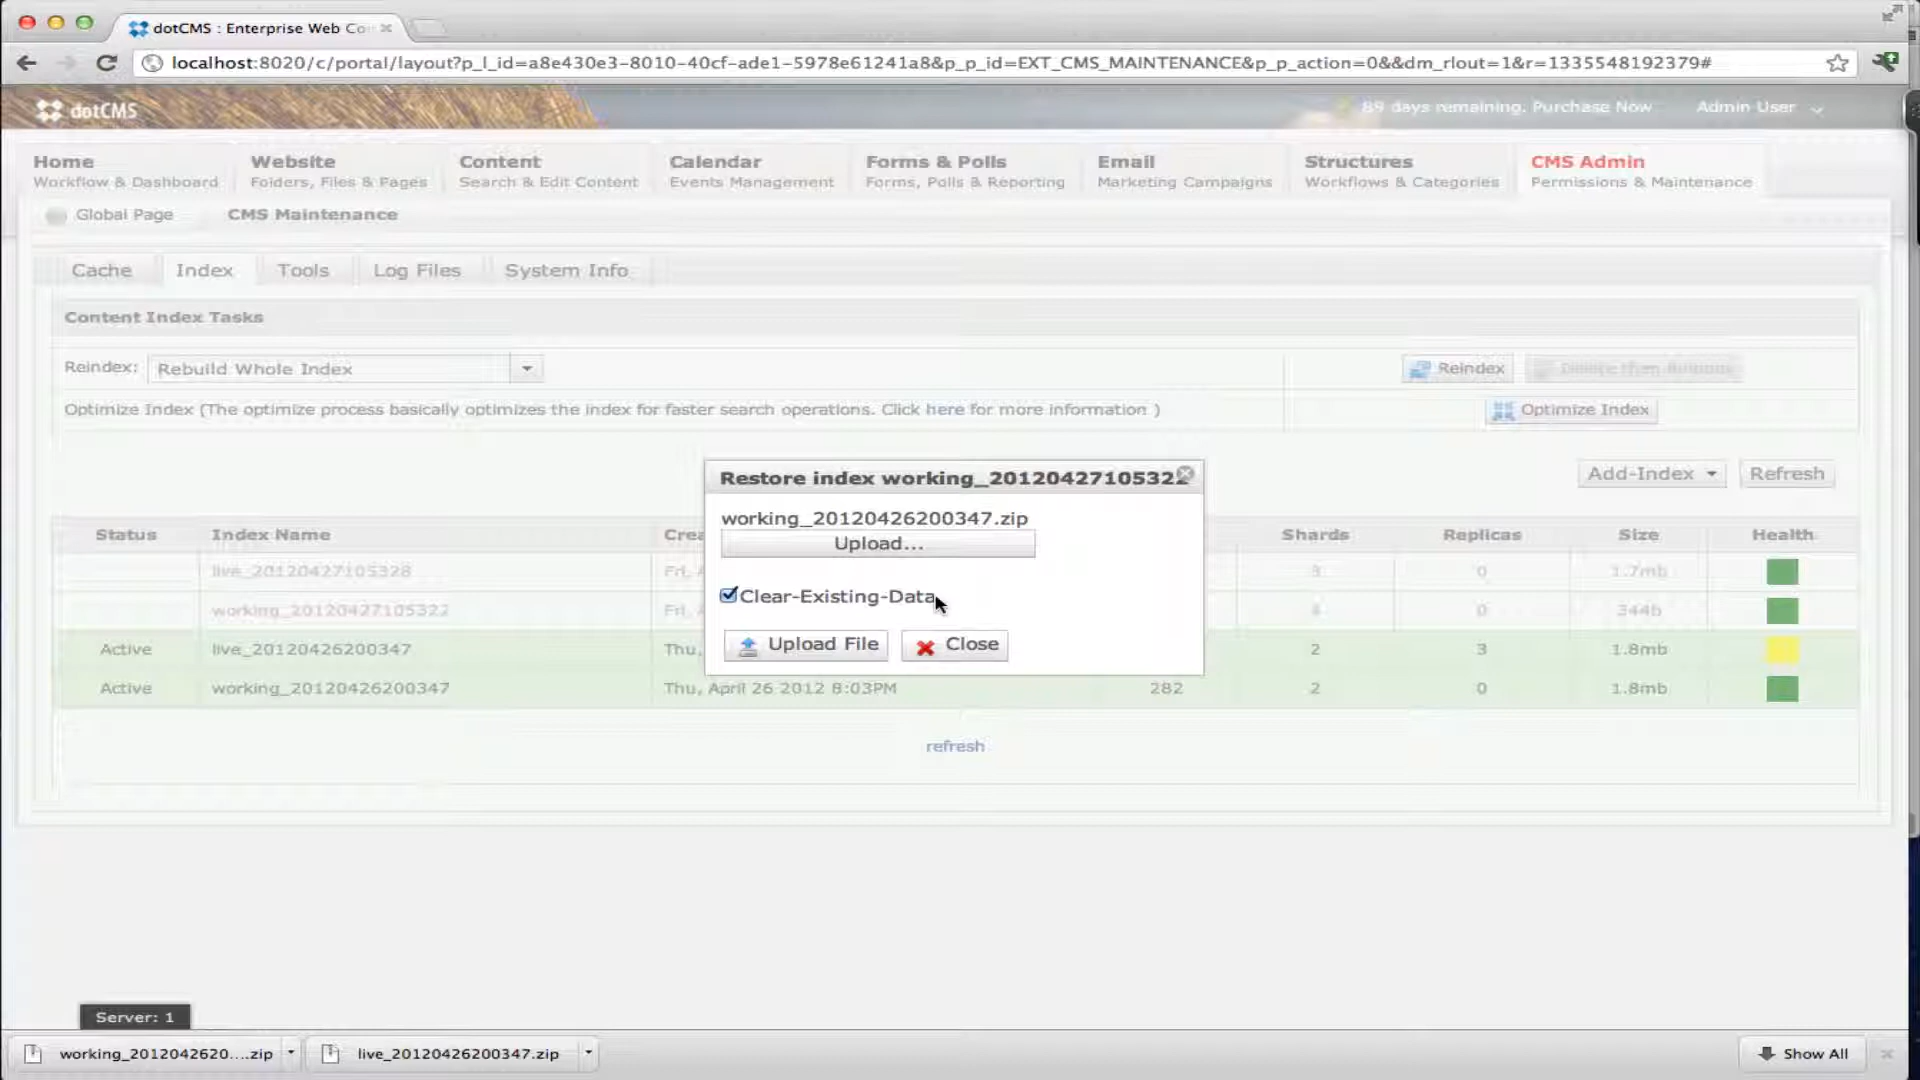 dotCMS : Enterprise Web Co
localhost:8020/c/portal/layout?p_l_id=a8e430e3-8010-40cf-ade1-5978e61241a8&p_p_id=EXT_CMS_MAINTENANCE&p_p_action=0&&dm_rlout=1&r=1335548192379#
dotCMS
89 days remaining. Purchase Now
Admin User
Home
Workflow & Dashboard
Website
Folders, Files & Pages
Content
Search & Edit Content
Calendar
Events Management
Forms & Polls
Forms, Polls & Reporting
Email
Marketing Campaigns
Structures
Workflows & Categories
CMS Admin
Permissions & Maintenance
Global Page
CMS Maintenance
Cache
Index
Tools
Log Files
System Info
Content Index Tasks
Reindex: Rebuild Whole Index
Reindex
Optimize Index (The optimize process basically optimizes the index for faster search operations. Click here for more information )
Optimize Index
Add-Index
Refresh
Restore index working_20120427105322
working_20120426200347.zip
Upload...
Clear-Existing-Data
Upload File
Close
Status Index Name Crea Shards Replicas Size Health
live_20120427105328 Fri, A 0 1.7mb
working_20120427105322 Fri, A 4 0 344b
Active live_20120426200347 Thu, 2 3 1.8mb
Active working_20120426200347 Thu, April 26 2012 8:03PM 282 2 0 1.8mb
refresh
Server: 1
working_2012042620....zip
live_20120426200347.zip
Show All